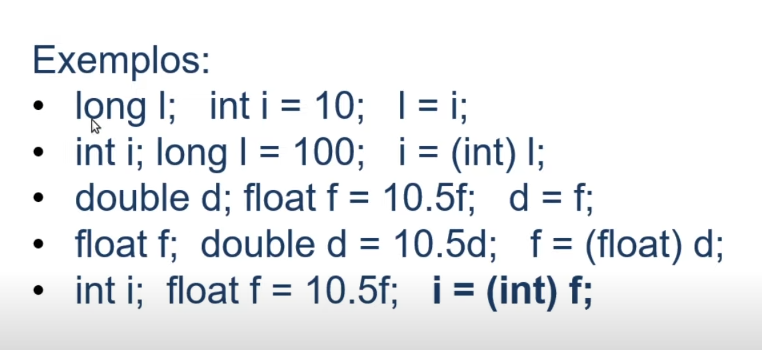 Exemplos:
• long l;   int i = 10;   l = i;
• int i; long l = 100;   i = (int) l;
• double d; float f = 10.5f;   d = f;
• float f;  double d = 10.5d;   f = (float) d;
• int i;  float f = 10.5f;   i = (int) f;